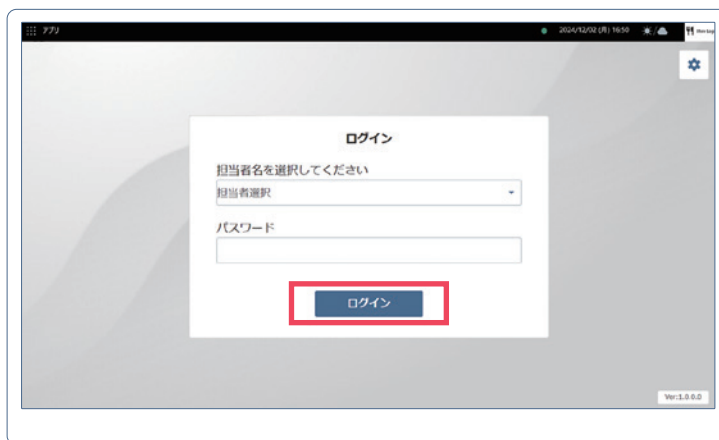 アプリ
2024/12/02 (月) 16:50
ログイン
担当者名を選択してください
担当者選択
パスワード
ログイン
Ver:1.0.0.0